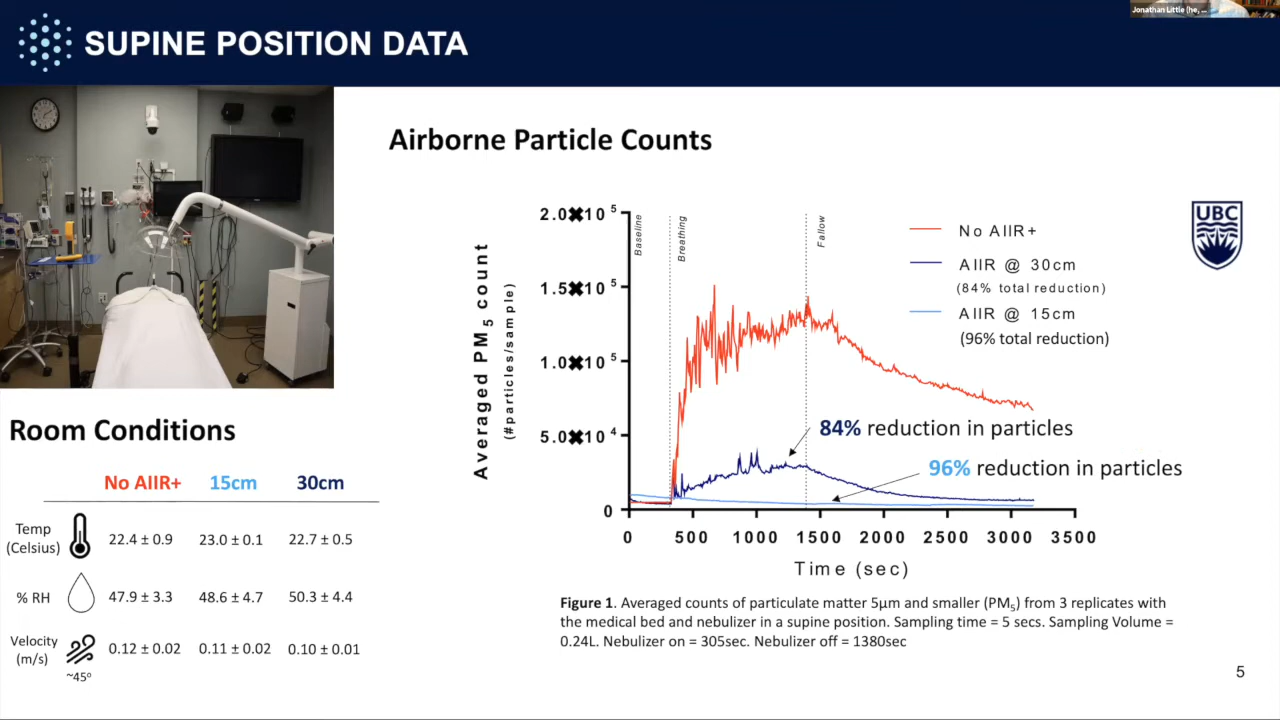 Jonathan Little (he, ...
SUPINE POSITION DATA
Airborne Particle Counts
UBC
Averaged PM5 count
(#particles/sample)
2.0✖10 5
1.5✖10 5
1.0✖10 5
5.0✖10 4
0
Baseline
Breathing
Fallow
No AIIR+
AIIR @ 30cm
(84% total reduction)
AIIR @ 15cm
(96% total reduction)
84% reduction in particles
96% reduction in particles
0 500 1000 1500 2000 2500 3000 3500
Time (sec)
Room Conditions
No AIIR+ 15cm 30cm
Temp
(Celsius) 22.4 ± 0.9 23.0 ± 0.1 22.7 ± 0.5
% RH 47.9 ± 3.3 48.6 ± 4.7 50.3 ± 4.4
Velocity
(m/s) 0.12 ± 0.02 0.11 ± 0.02 0.10 ± 0.01
~45º
Figure 1. Averaged counts of particulate matter 5µm and smaller (PM5) from 3 replicates with
the medical bed and nebulizer in a supine position. Sampling time = 5 secs. Sampling Volume =
0.24L. Nebulizer on = 305sec. Nebulizer off = 1380sec
5